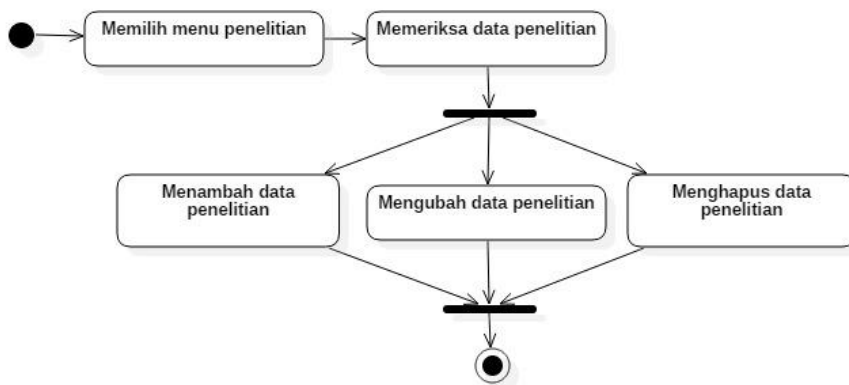 Memilih menu penelitian
Memeriksa data penelitian
Menambah data
penelitian
Mengubah data penelitian
Menghapus data
penelitian